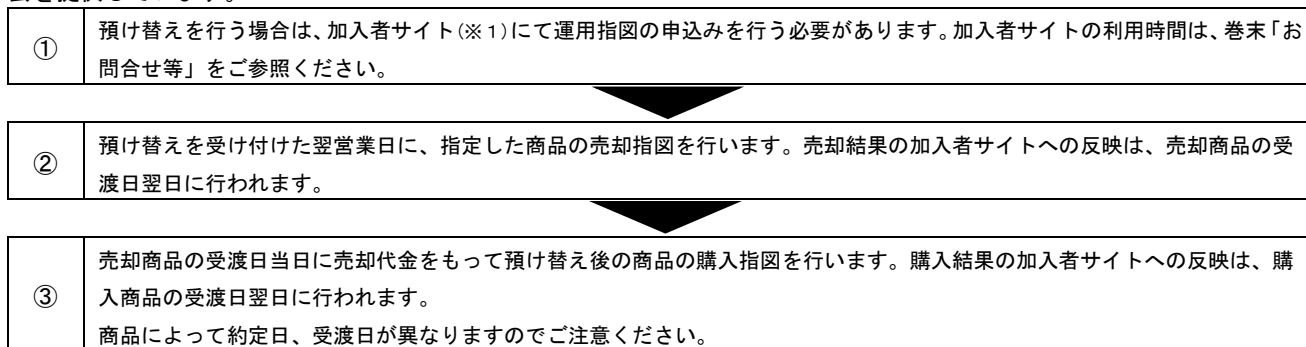 会を提供しています。
①
預け替えを行う場合は、加入者サイト(※1)にて運用指図の申込みを行う必要があります。加入者サイトの利用時間は、巻末「お
問合せ等」をご参照ください。
②
預け替えを受け付けた翌営業日に、指定した商品の売却指図を行います。売却結果の加入者サイトへの反映は、売却商品の受
渡日翌日に行われます。
③
売却商品の受渡日当日に売却代金をもって預け替え後の商品の購入指図を行います。購入結果の加入者サイトへの反映は、購
入商品の受渡日翌日に行われます。
商品によって約定日、受渡日が異なりますのでご注意ください。